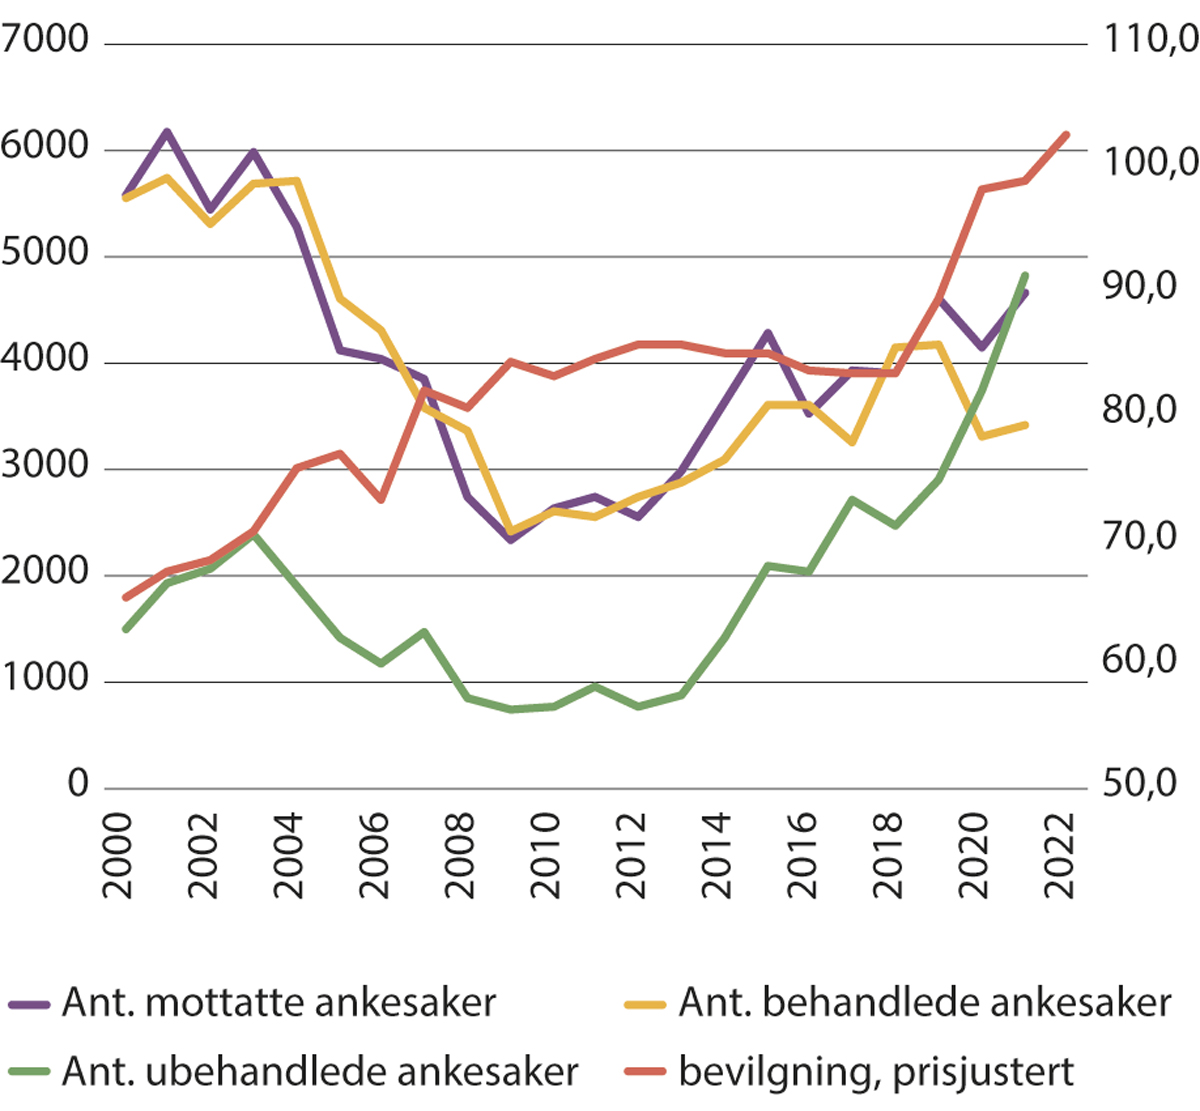 7000 110,0
6000 100,0
5000 90,0
4000 80,0
3000 70,0
2000 60,0
1000
0 50,0
2000 2002 2004 2006 2008 2010 2012 2014 2016 2018 2020 2022
Ant. mottatte ankesaker Ant. behandlede ankesaker
Ant. ubehandlede ankesaker bevilgning, prisjustert